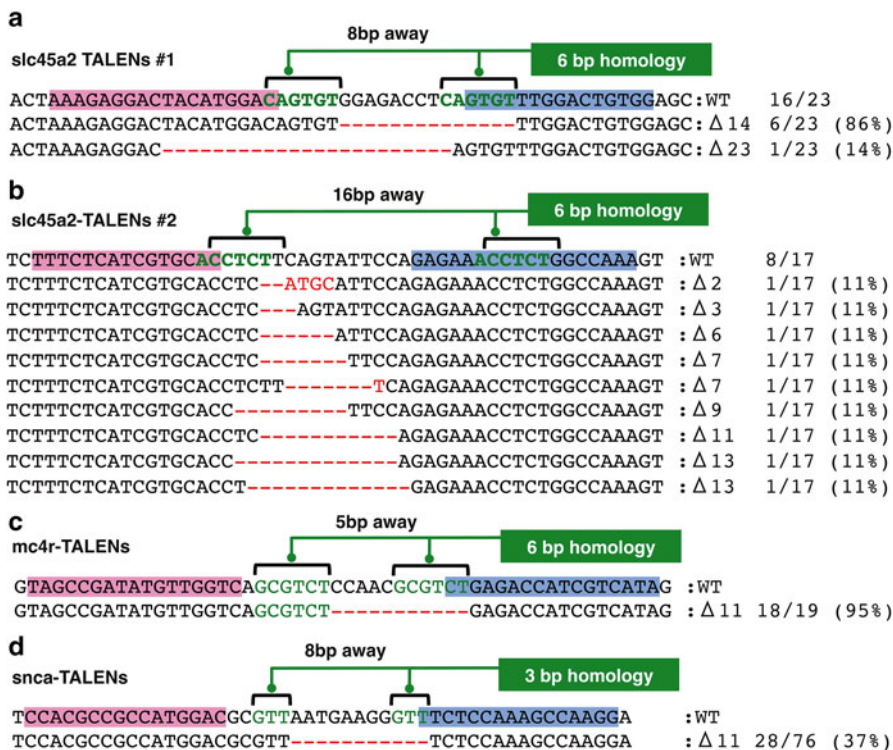 a
8bp away
slc45a2 TALENs #1
6 bp homology
ACTAAAGAGGACTACATGGACAGTGTGGAGACCTCAGTGTTTGGACTGTGGAGC:WT 16/23
ACTAAAGAGGACTACATGGACAGTGT--------------TTGGACTGTGGAGC:Δ14 6/23 (86%)
ACTAAAGAGGAC-----------------------AGTGTTTGGACTGTGGAGC:Δ23 1/23 (14%)
b
16bp away
slc45a2-TALENs #2
6 bp homology
TCTTTCTCATCGTGCACCTCTTCAGTATTCCAGAGAAACCTCTGGCCAAAGT :WT 8/17
TCTTTCTCATCGTGCACCTC--ATGCATTCCAGAGAAACCTCTGGCCAAAGT :Δ2 1/17 (11%)
TCTTTCTCATCGTGCACCTC---AGTATTCCAGAGAAACCTCTGGCCAAAGT :Δ3 1/17 (11%)
TCTTTCTCATCGTGCACCTC------ATTCCAGAGAAACCTCTGGCCAAAGT :Δ6 1/17 (11%)
TCTTTCTCATCGTGCACCTC-------TTCCAGAGAAACCTCTGGCCAAAGT :Δ7 1/17 (11%)
TCTTTCTCATCGTGCACCTCTT-------TCAGAGAAACCTCTGGCCAAAGT :Δ7 1/17 (11%)
TCTTTCTCATCGTGCACC---------TTCCAGAGAAACCTCTGGCCAAAGT :Δ9 1/17 (11%)
TCTTTCTCATCGTGCACCTC-----------AGAGAAACCTCTGGCCAAAGT :Δ11 1/17 (11%)
TCTTTCTCATCGTGCACC-------------AGAGAAACCTCTGGCCAAAGT :Δ13 1/17 (11%)
TCTTTCTCATCGTGCACCT-------------GAGAAACCTCTGGCCAAAGT :Δ13 1/17 (11%)
c
5bp away
mc4r-TALENs
6 bp homology
GTAGCCGATATGTTGGTCAGCGTCTCCAACGCGTCTGAGACCATCGTCATAG :WT
GTAGCCGATATGTTGGTCAGCGTCT-----------GAGACCATCGTCATAG :Δ11 18/19 (95%)
d
8bp away
snca-TALENs
3 bp homology
TCCACGCCGCCATGGACGCGTTAATGAAGGGTTTCTCCAAAGCCAAGGA :WT
TCCACGCCGCCATGGACGCGTT-----------TCTCCAAAGCCAAGGA :Δ11 28/76 (37%)